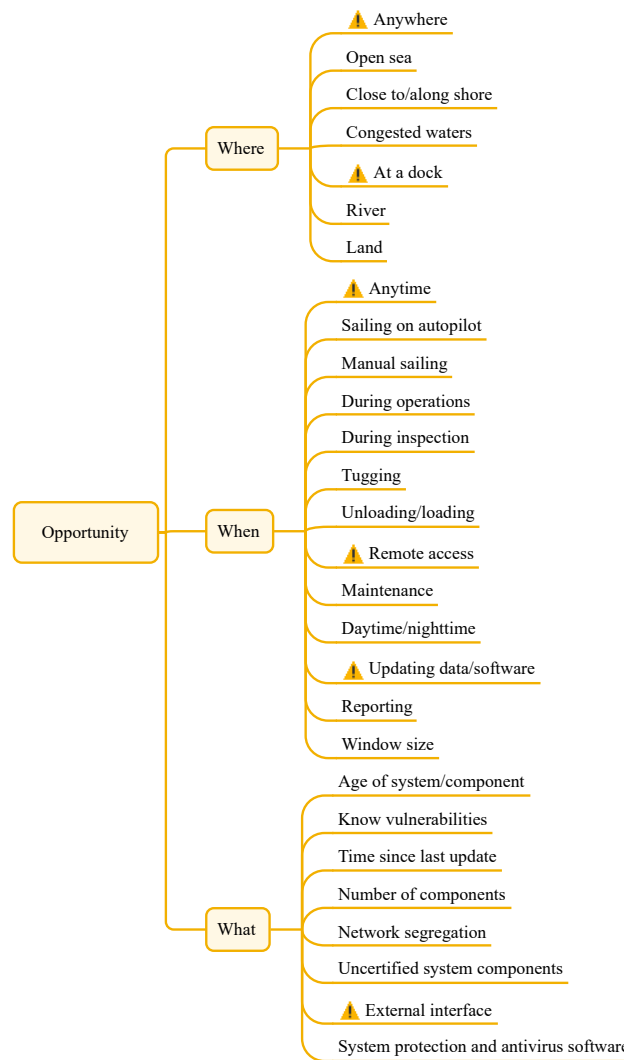 Anywhere
Open sea
Close to/along shore
Congested waters
Where
At a dock
River
Land
Anytime
Sailing on autopilot
Manual sailing
During operations
During inspection
Tugging
Unloading/loading
Opportunity
When
Remote access
Maintenance
Daytime/nighttime
Updating data/software
Reporting
Window size
Age of system/component
Know vulnerabilities
Time since last update
Number of components
What
Network segregation
Uncertified system components
External interface
System protection and antivirus software